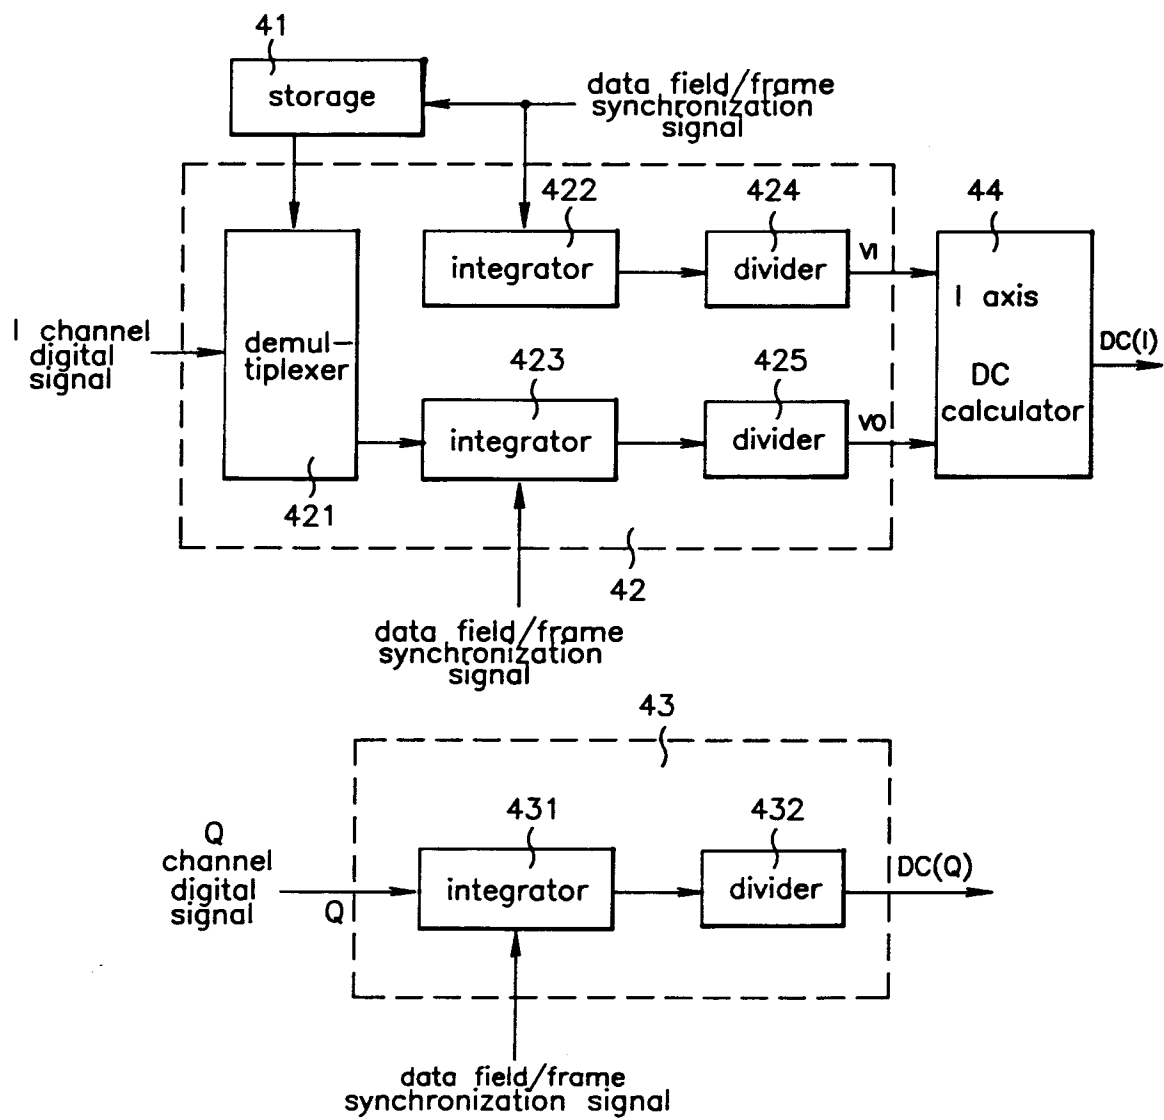 41
storage
data field/frame
synchronization
signal
422
424
44
integrator
divider
V1
I axis
DC
calculator
DC(I)
I channel
digital
signal
demul-
tiplexer
423
425
integrator
divider
V0
421
42
data field/frame
synchronization
signal
43
431
432
Q
channel
digital
signal
Q
integrator
divider
DC(Q)
data field/frame
synchronization signal